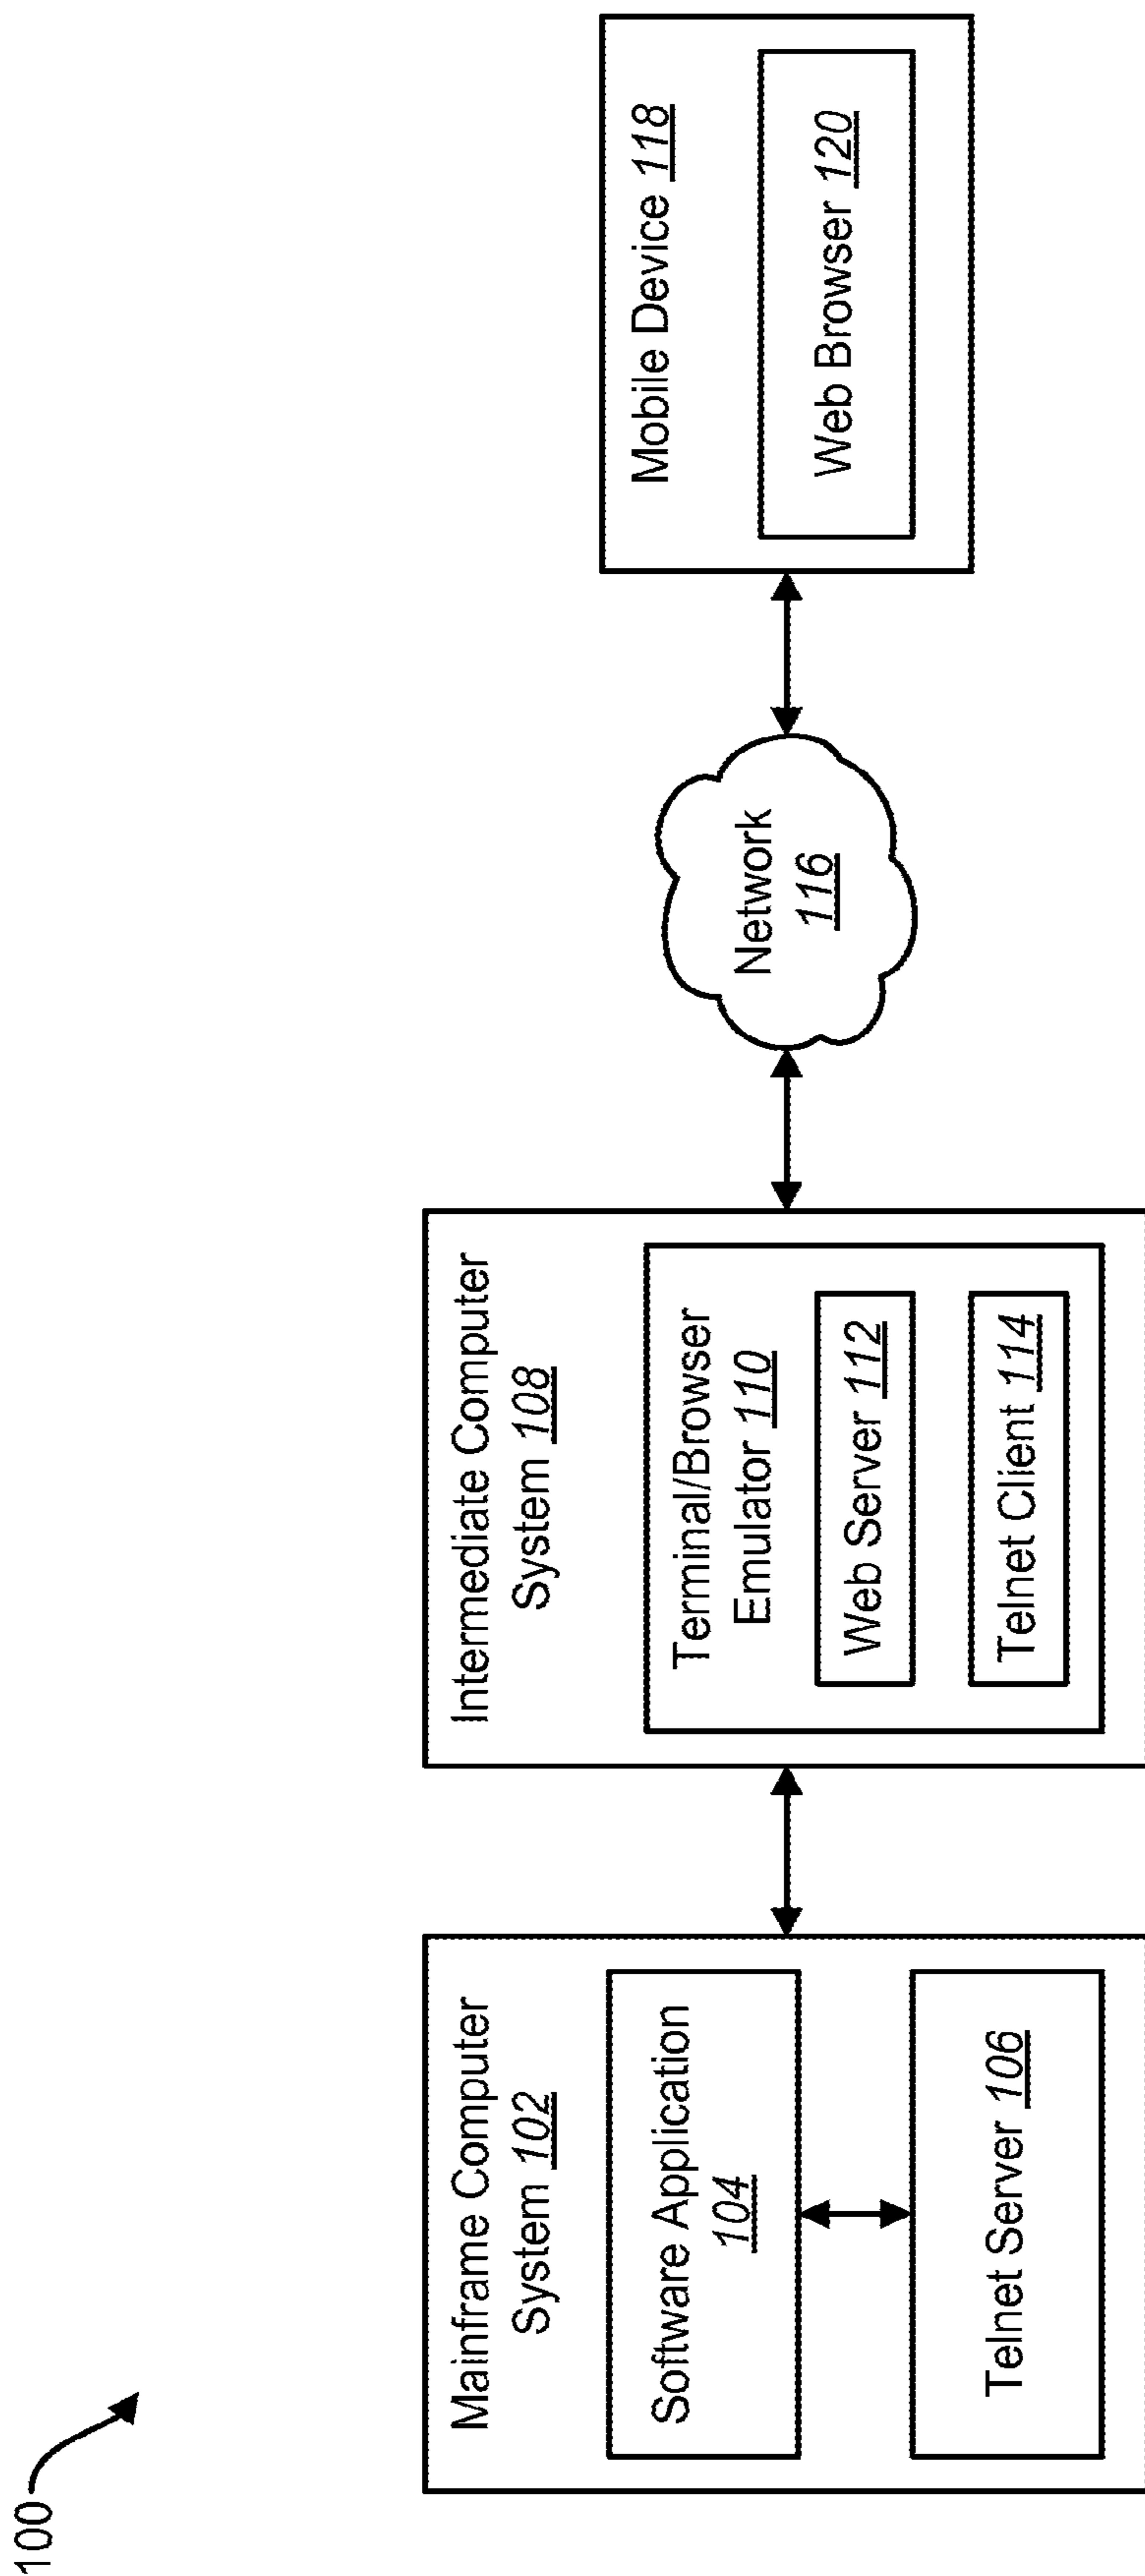 100
Mainframe Computer
System 102
Software Application
104
Telnet Server 106
Intermediate Computer
System 108
Terminal/Browser
Emulator 110
Web Server 112
Telnet Client 114
Network
116
Mobile Device 118
Web Browser 120